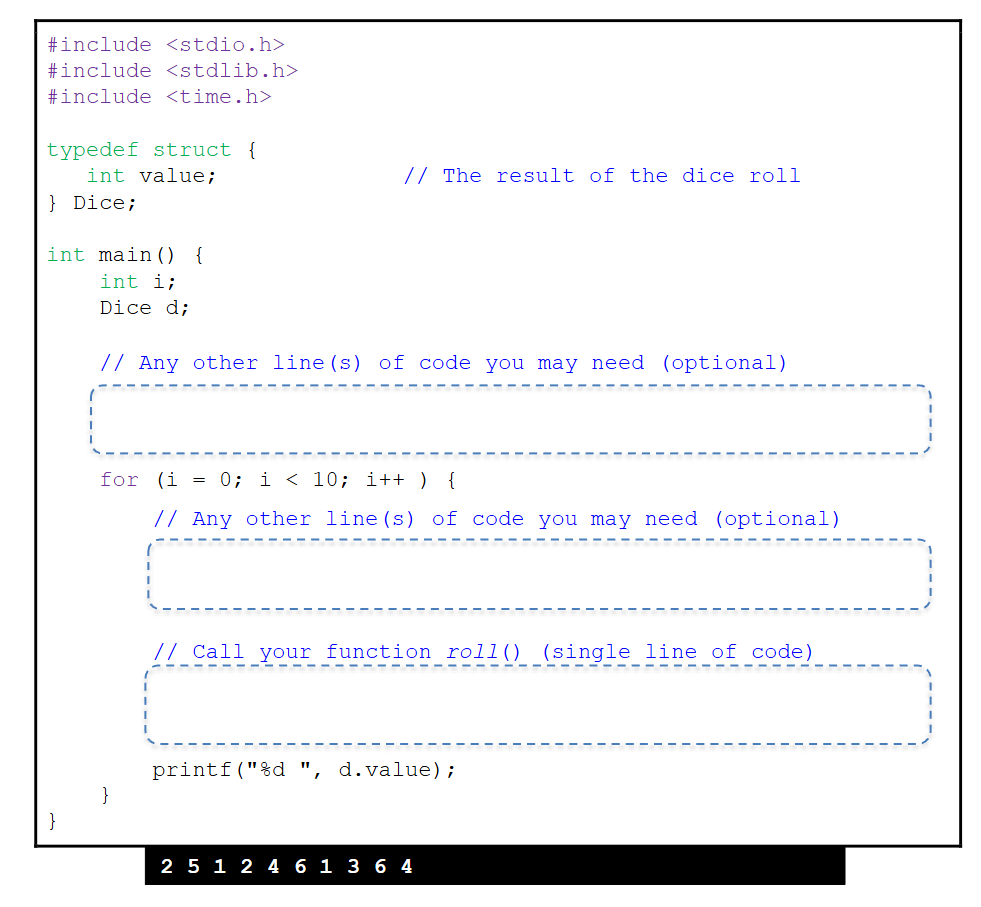 #include <stdio.h>
#include <stdlib.h>
#include <time.h>
typedef struct {
int value; // The result of the dice roll
} Dice;
int main() {
int i;
Dice d;
// Any other line(s) of code you may need (optional)
for (i = 0; i < 10; i++ ) {
// Any other line(s) of code you may need (optional)
// Call your function roll() (single line of code)
printf("%d ", d.value);
}
}
2 5 1 2 4 6 1 3 6 4